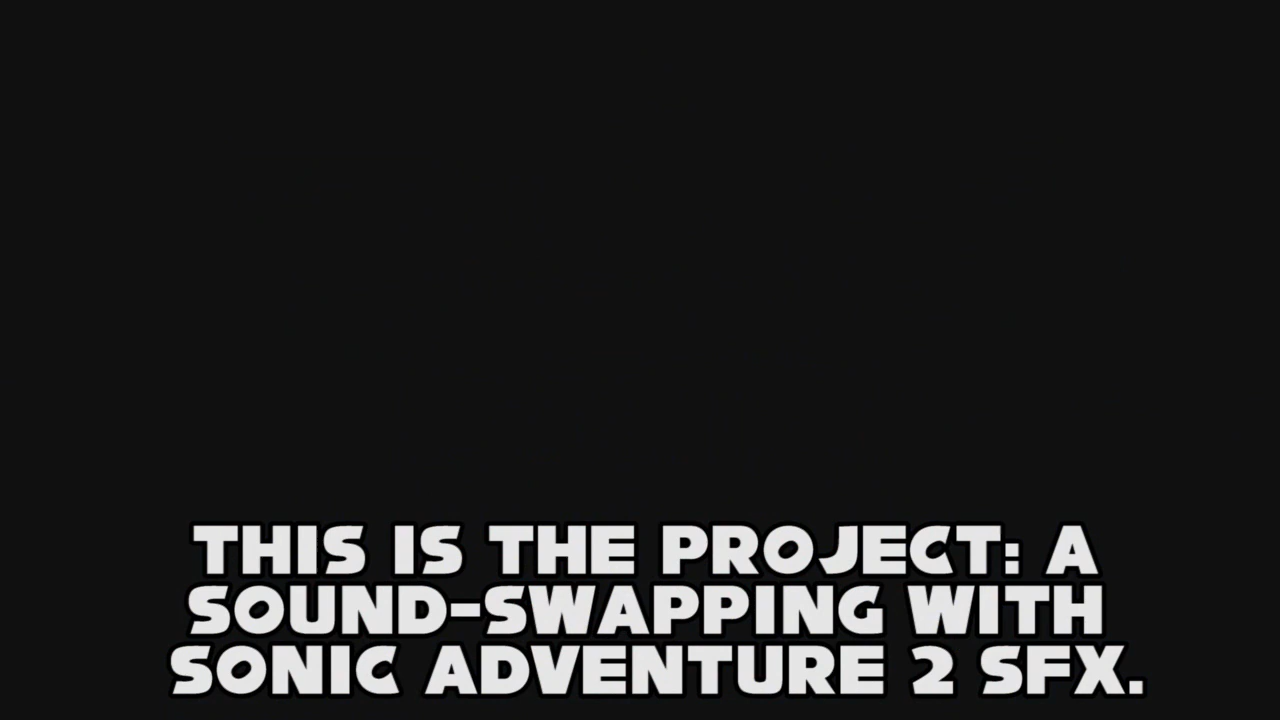 THIS IS THE PROJECT: A
SOUND-SWAPPING WITH
SONIC ADVENTURE 2 SFX.